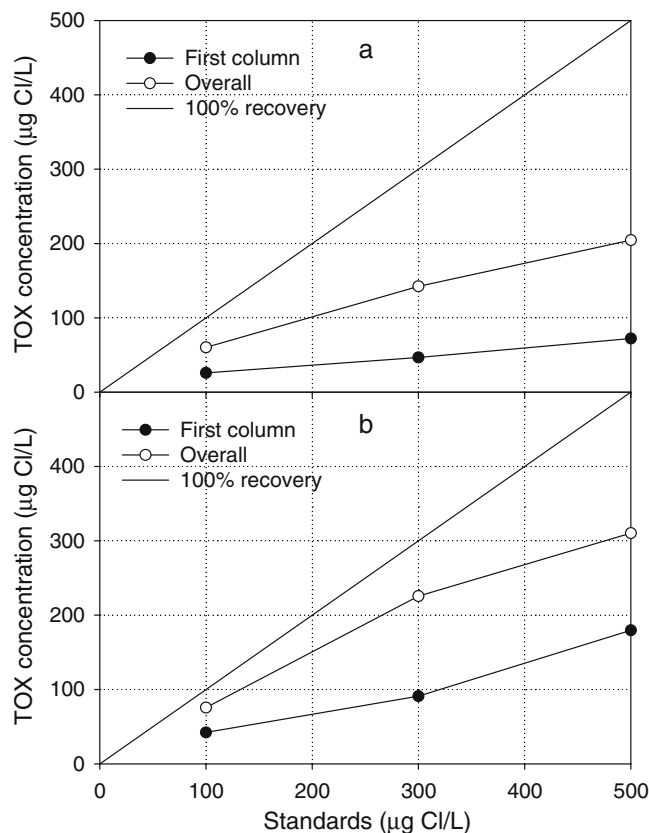 500
400
300
200
100
0
TOX concentration (μg Cl/L)
a
First column
Overall
100% recovery
400
300
200
100
0
TOX concentration (μg Cl/L)
b
First column
Overall
100% recovery
0 100 200 300 400 500
Standards (μg Cl/L)